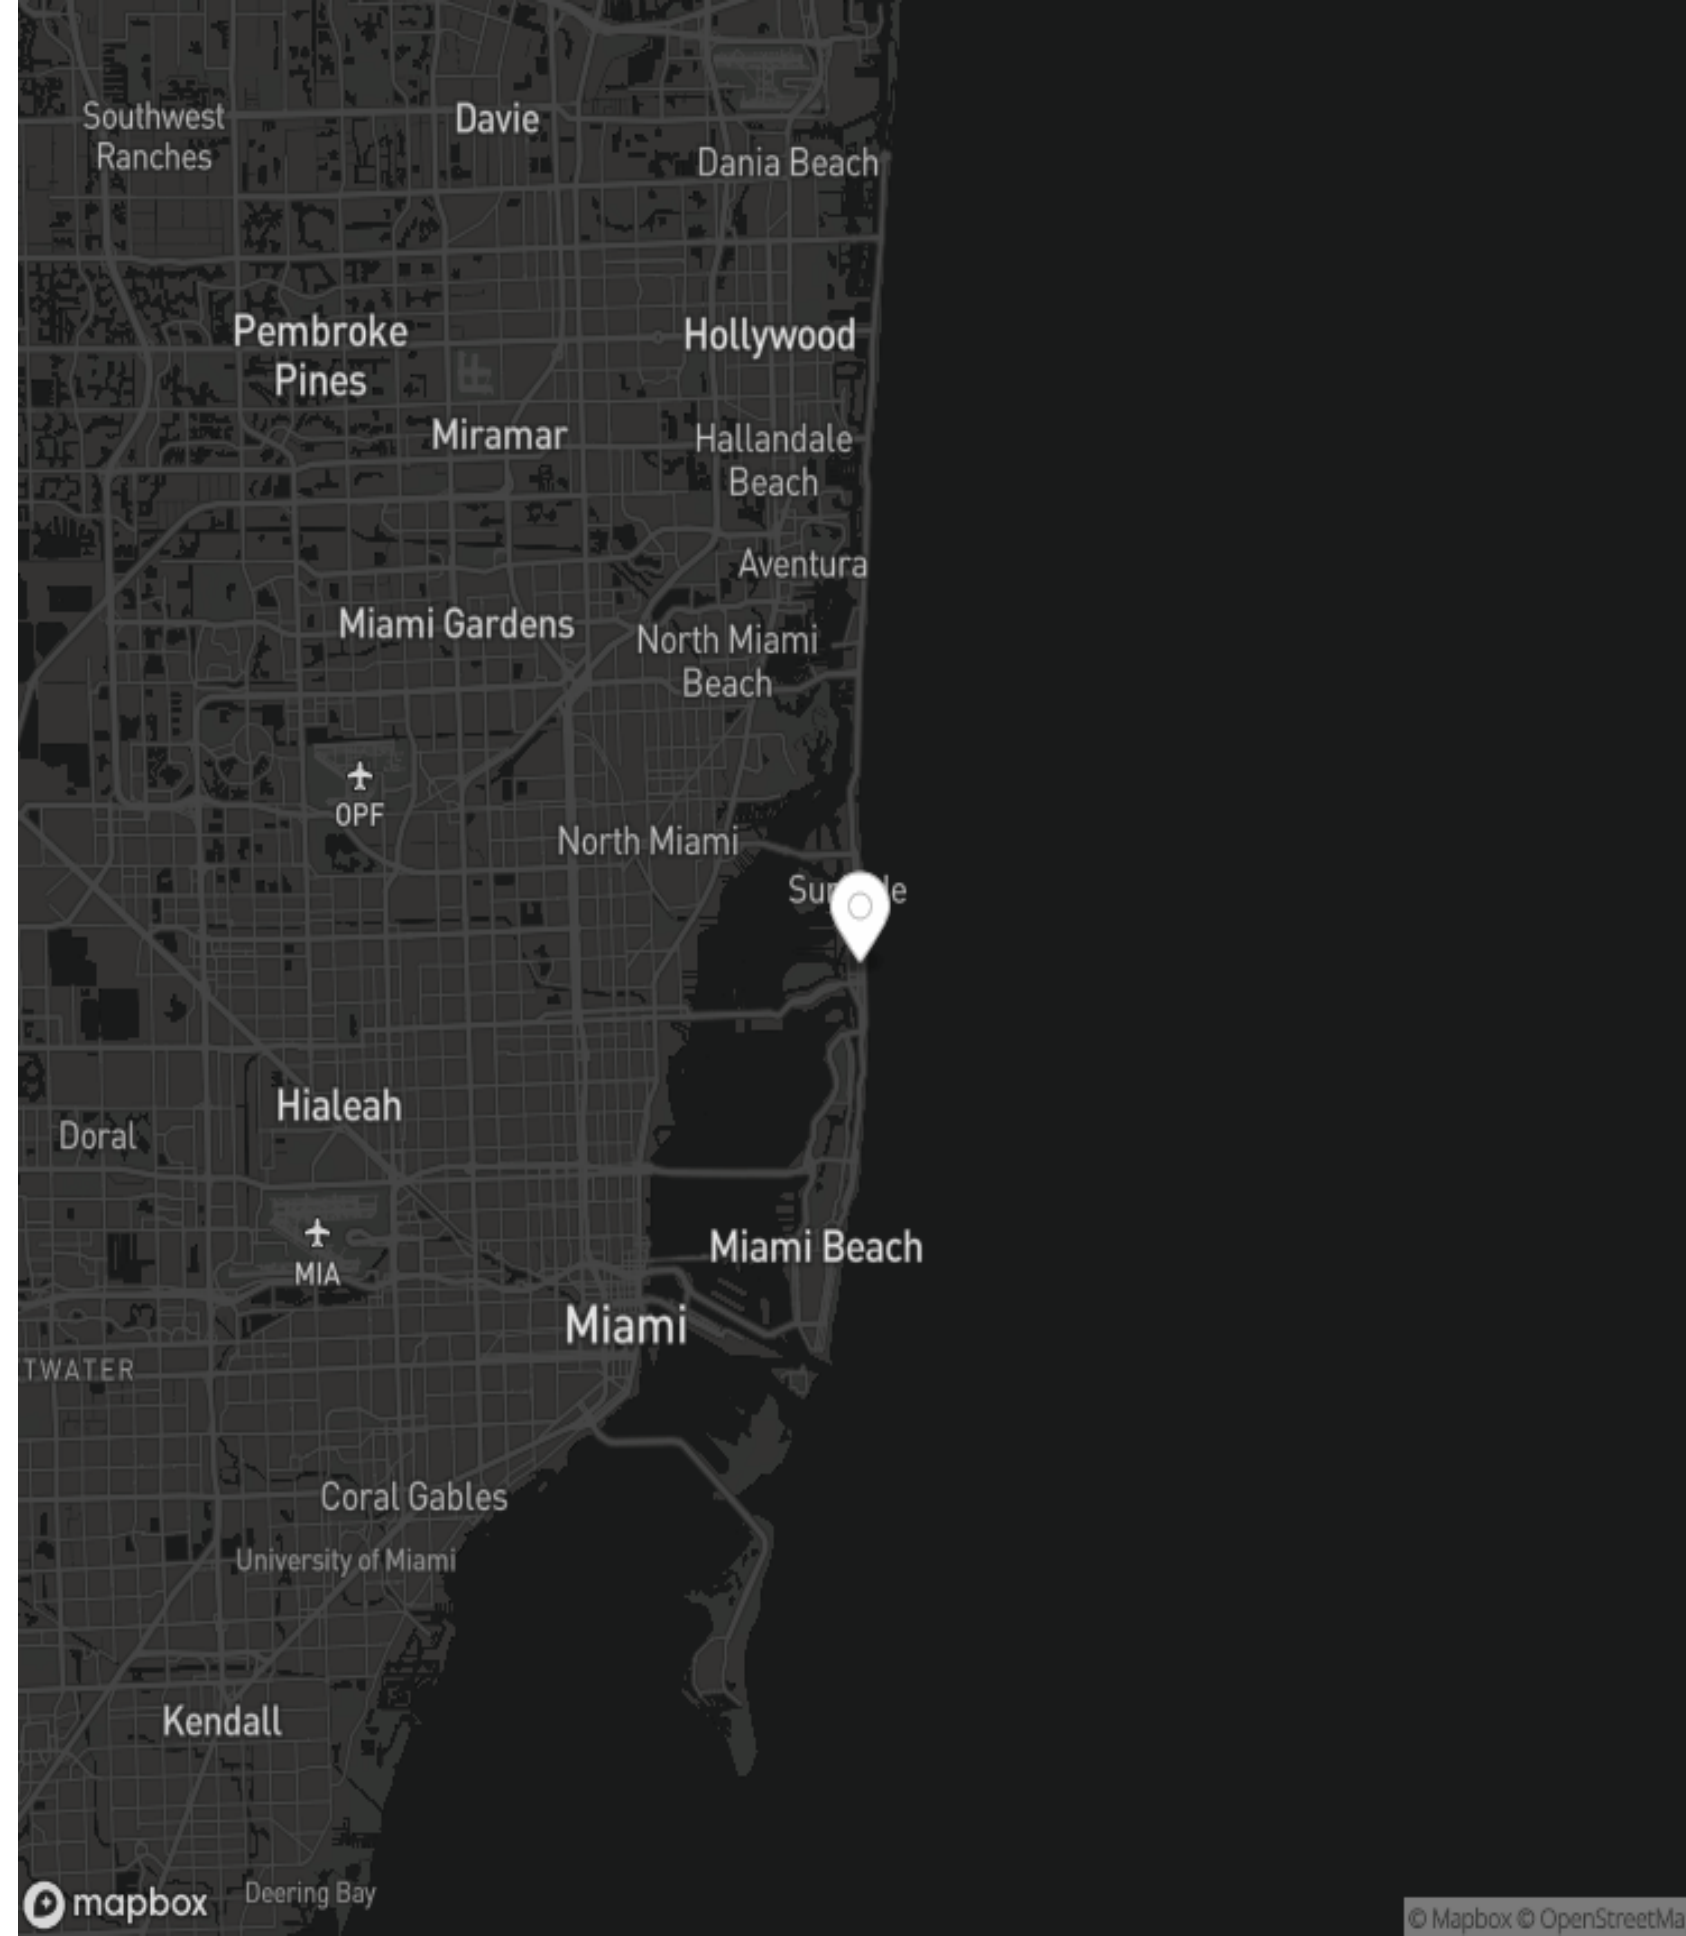 Southwest
Ranches
Davie
Dania Beach
Pembroke
Pines
Hollywood
Miramar
Hallandale
Beach
Aventura
Miami Gardens
North Miami
Beach
OPF
North Miami
Hialeah
Doral
MIA
Miami Beach
Miami
TWATER
Coral Gables
University of Miami
Kendall
Deering Bay
mapbox
© Mapbox © OpenStreetMa